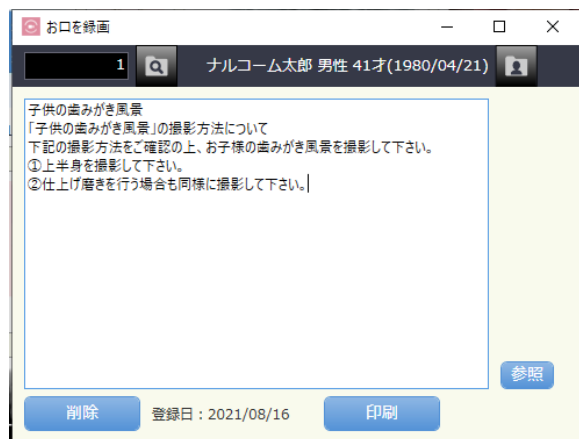 お口を録画
1 ナルコーム太郎 男性 41才(1980/04/21)
子供の歯みがき風景
「子供の歯みがき風景」の撮影方法について
下記の撮影方法をご確認の上、お子様の歯みがき風景を撮影して下さい。
①上半身を撮影して下さい。
②仕上げ磨きを行う場合も同様に撮影して下さい。
参照
削除 登録日：2021/08/16 印刷